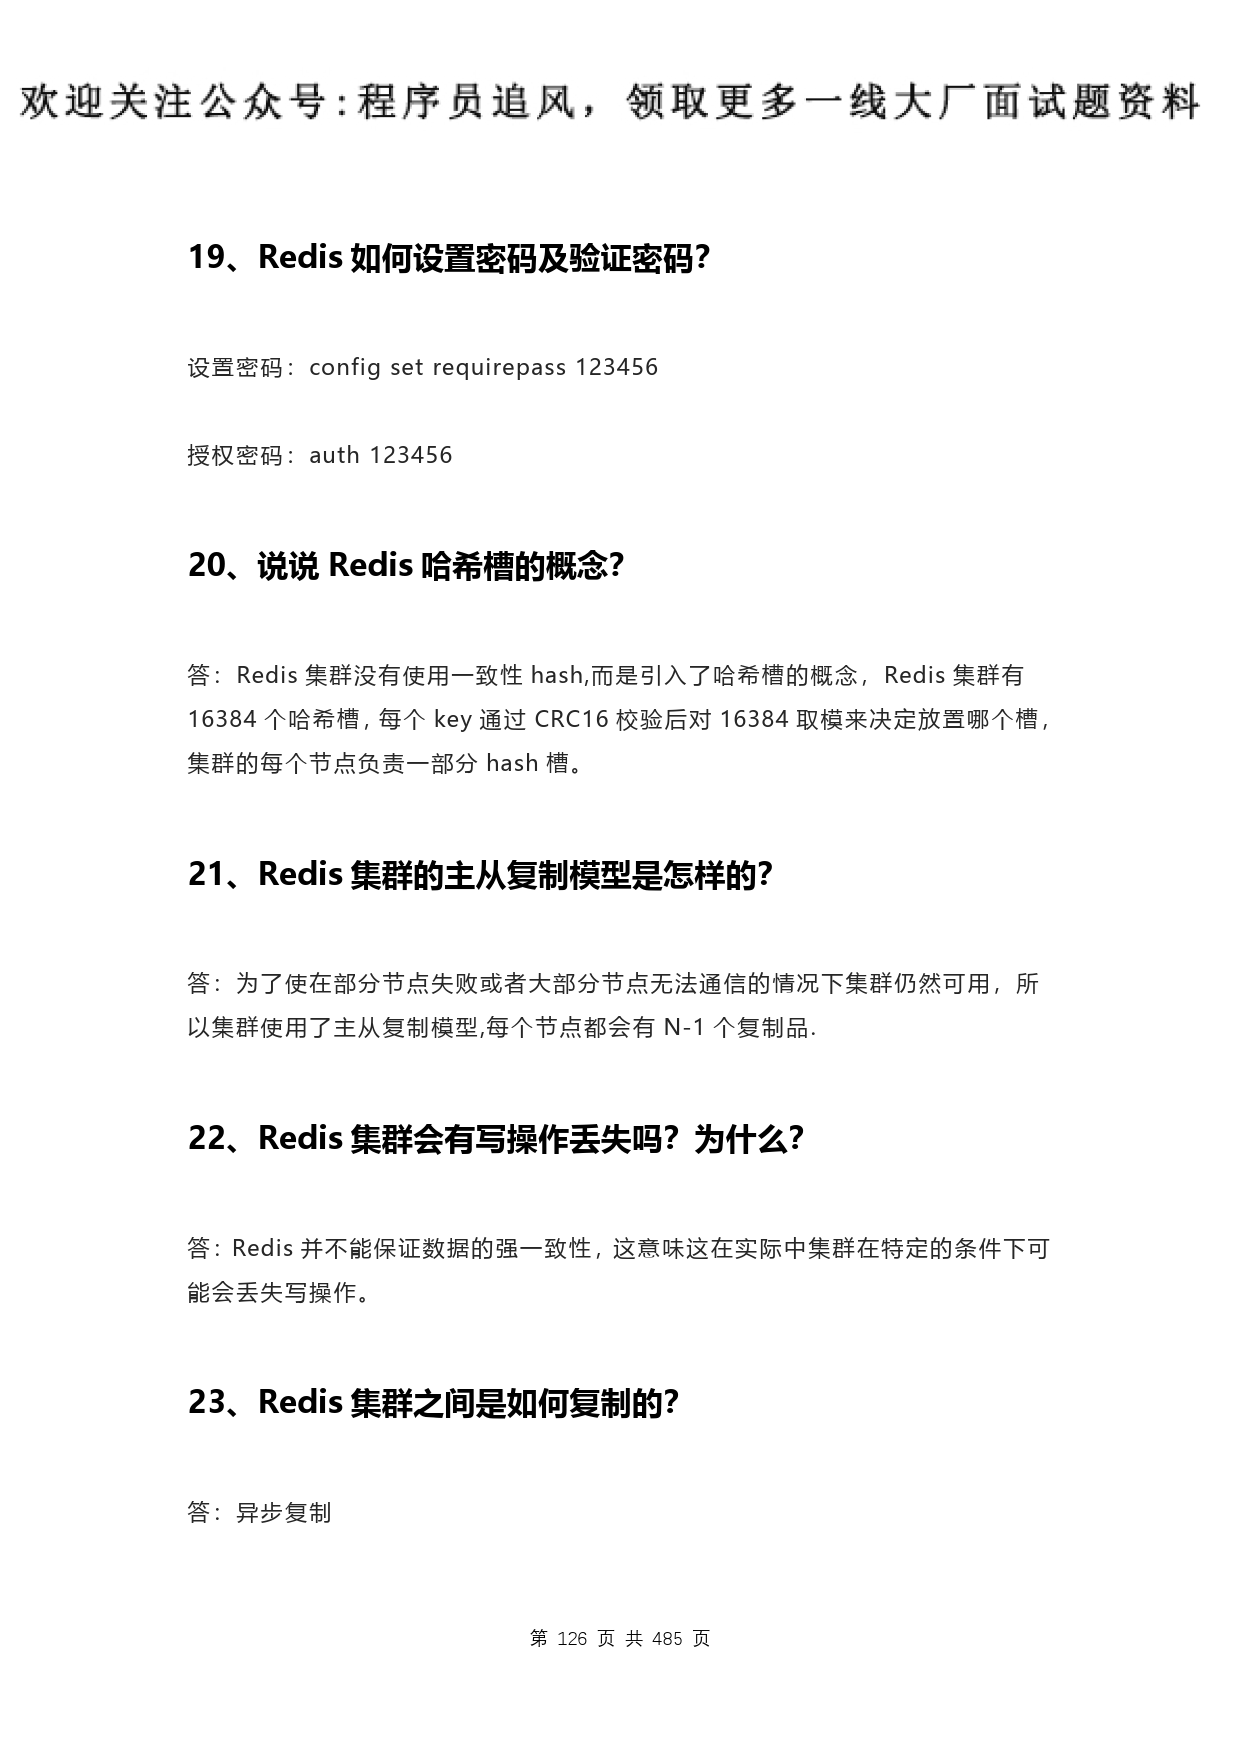 欢迎关注公众号:程序员追风，领取更多一线大厂面试题资料
19、Redis 如何设置密码及验证密码？
设置密码：config set requirepass 123456
授权密码：auth 123456
20、说说 Redis 哈希槽的概念？
答：Redis 集群没有使用一致性 hash,而是引入了哈希槽的概念，Redis 集群有
16384 个哈希槽，每个 key 通过 CRC16 校验后对 16384 取模来决定放置哪个槽，
集群的每个节点负责一部分 hash 槽。
21、Redis 集群的主从复制模型是怎样的？
答：为了使在部分节点失败或者大部分节点无法通信的情况下集群仍然可用，所
以集群使用了主从复制模型,每个节点都会有 N-1 个复制品.
22、Redis 集群会有写操作丢失吗？为什么？
答：Redis 并不能保证数据的强一致性，这意味这在实际中集群在特定的条件下可
能会丢失写操作。
23、Redis 集群之间是如何复制的？
答：异步复制
第 126 页 共 485 页